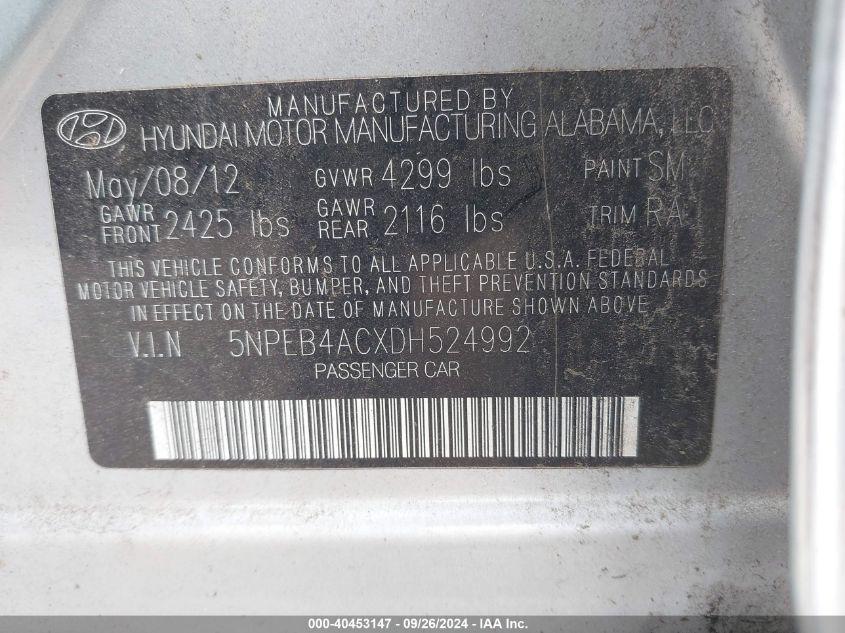 MANUFACTURED BY
HYUNDAI MOTOR MANUFACTURING ALABAMA, LLC
May/08/12 GVWR 4299 lbs PAINT SM
GAWR FRONT 2425 lbs GAWR REAR 2116 lbs TRIM RA
THIS VEHICLE CONFORMS TO ALL APPLICABLE U.S.A. FEDERAL
MOTOR VEHICLE SAFETY, BUMPER, AND THEFT PREVENTION STANDARDS
IN EFFECT ON THE DATE OF MANUFACTURE SHOWN ABOVE
V.I.N 5NPEB4ACXDH524992
PASSENGER CAR
000-40453147 - 09/26/2024 - IAA, Inc.